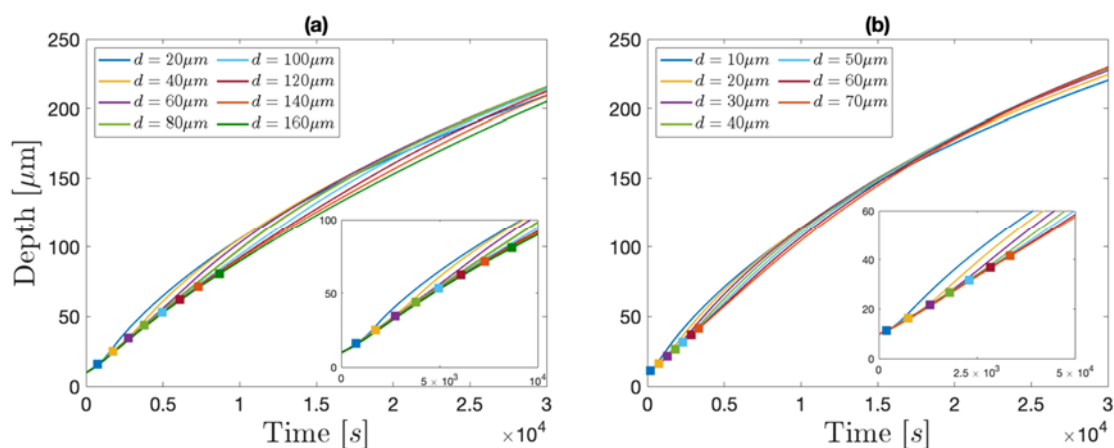 (a)
250
200
150
100
50
0
Depth [μm]
d = 20μm
d = 40μm
d = 60μm
d = 80μm
d = 100μm
d = 120μm
d = 140μm
d = 160μm
100
50
0
0
5 × 10³
10⁴
0
0.5
1
1.5
2
2.5
3
Time [s]
×10⁴
(b)
250
200
150
100
50
0
d = 10μm
d = 20μm
d = 30μm
d = 40μm
d = 50μm
d = 60μm
d = 70μm
60
40
20
0
0
2.5 × 10³
5 × 10³
0
0.5
1
1.5
2
2.5
3
Time [s]
×10⁴